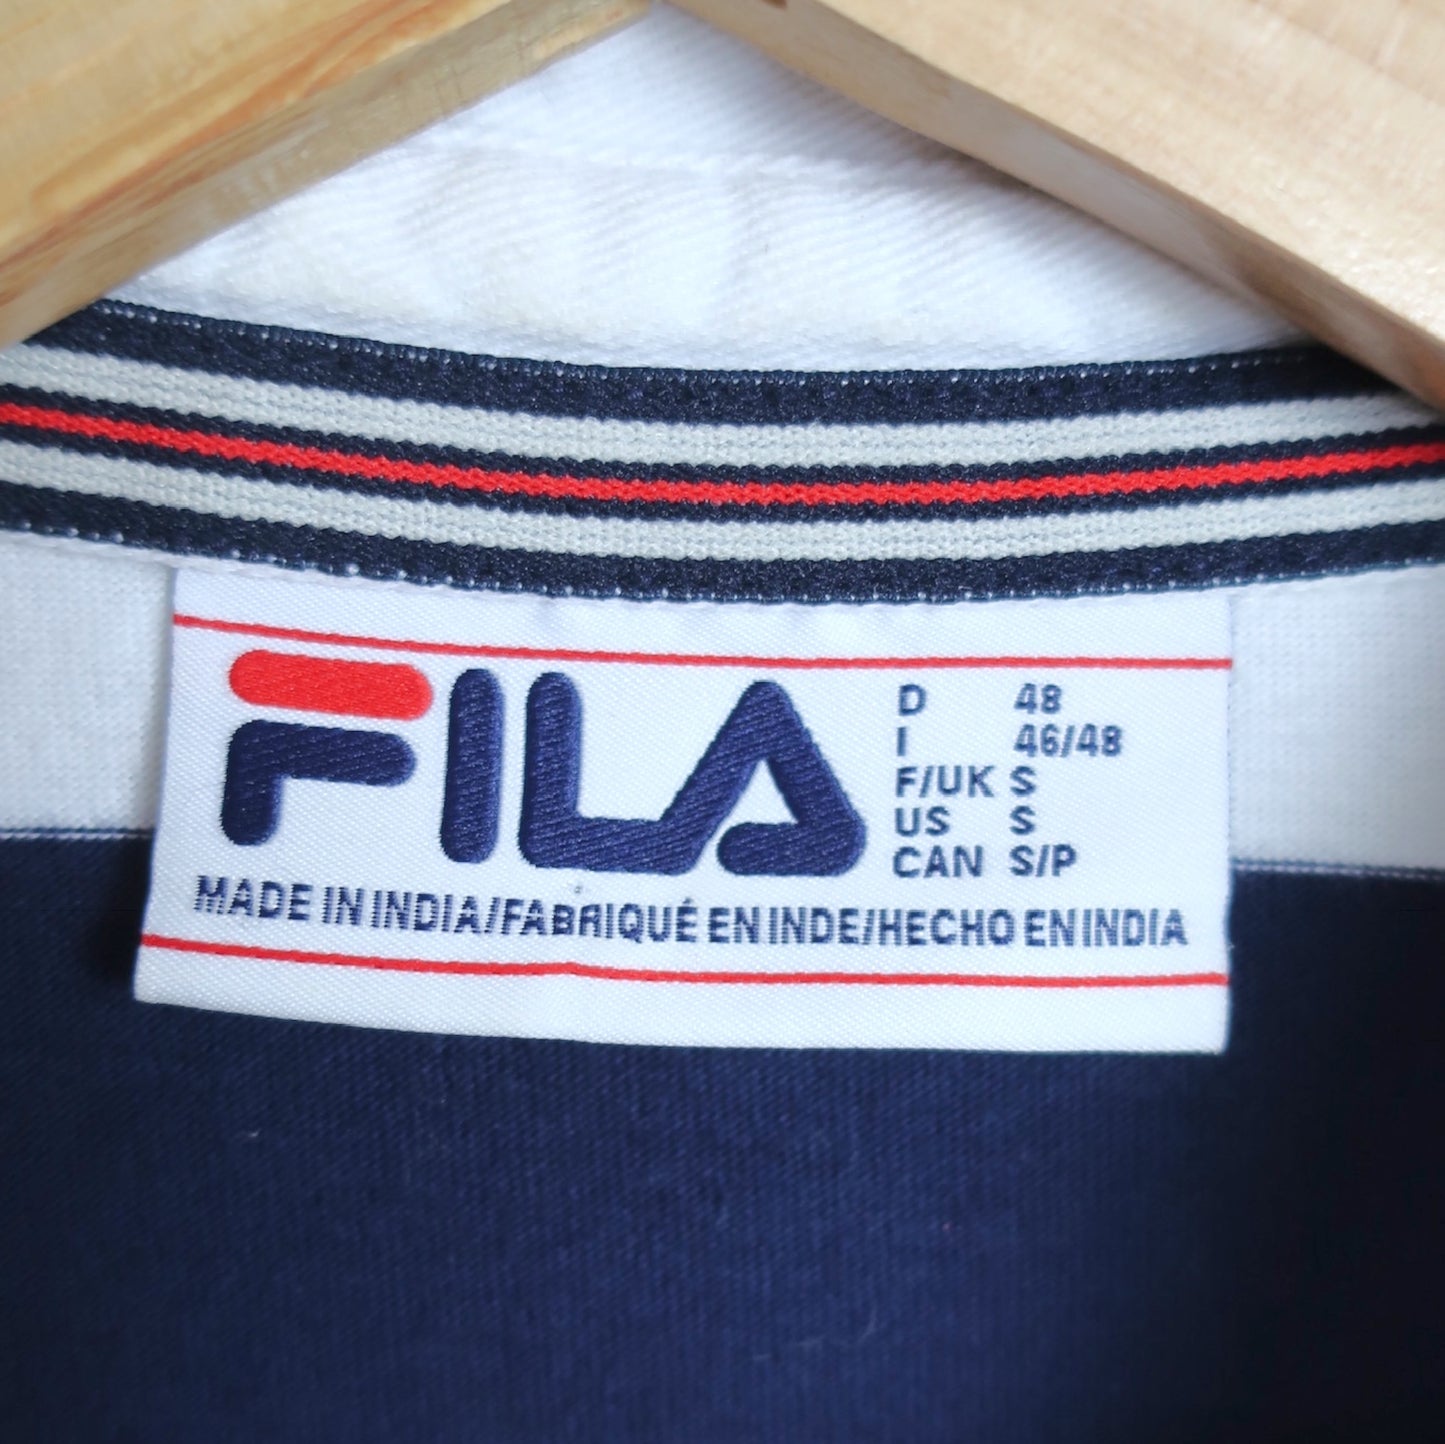 FILA
D 48
I 46/48
F/UK S
US S
CAN S/P
MADE IN INDIA/FABRIQUÉ EN INDE/HECHO EN INDIA